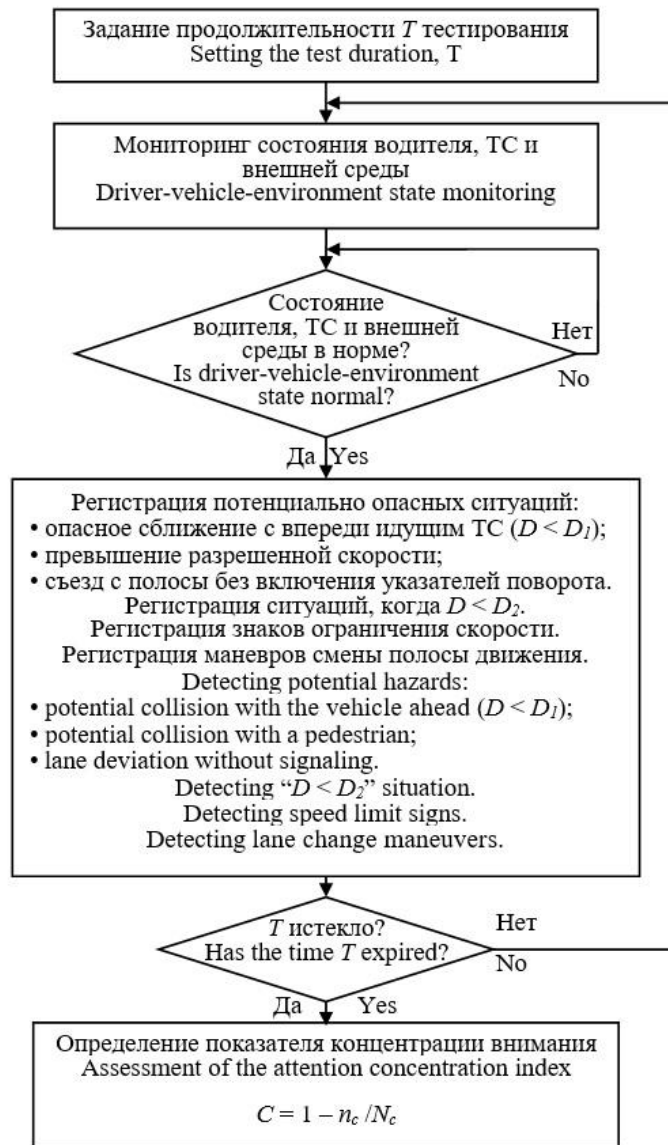 Задание продолжительности T тестирования
Setting the test duration, T
Мониторинг состояния водителя, ТС и
внешней среды
Driver-vehicle-environment state monitoring
Состояние
водителя, ТС и внешней
среды в норме?
Is driver-vehicle-environment
state normal?
Нет
No
Да Yes
Регистрация потенциально опасных ситуаций:
• опасное сближение с впереди идущим ТС (D < D₁);
• превышение разрешенной скорости;
• съезд с полосы без включения указателей поворота.
Регистрация ситуаций, когда D < D₂.
Регистрация знаков ограничения скорости.
Регистрация маневров смены полосы движения.
Detecting potential hazards:
• potential collision with the vehicle ahead (D < D₁);
• potential collision with a pedestrian;
• lane deviation without signaling.
Detecting “D < D₂” situation.
Detecting speed limit signs.
Detecting lane change maneuvers.
T истекло?
Has the time T expired?
Нет
No
Да Yes
Определение показателя концентрации внимания
Assessment of the attention concentration index
C = 1 – n_c /N_c